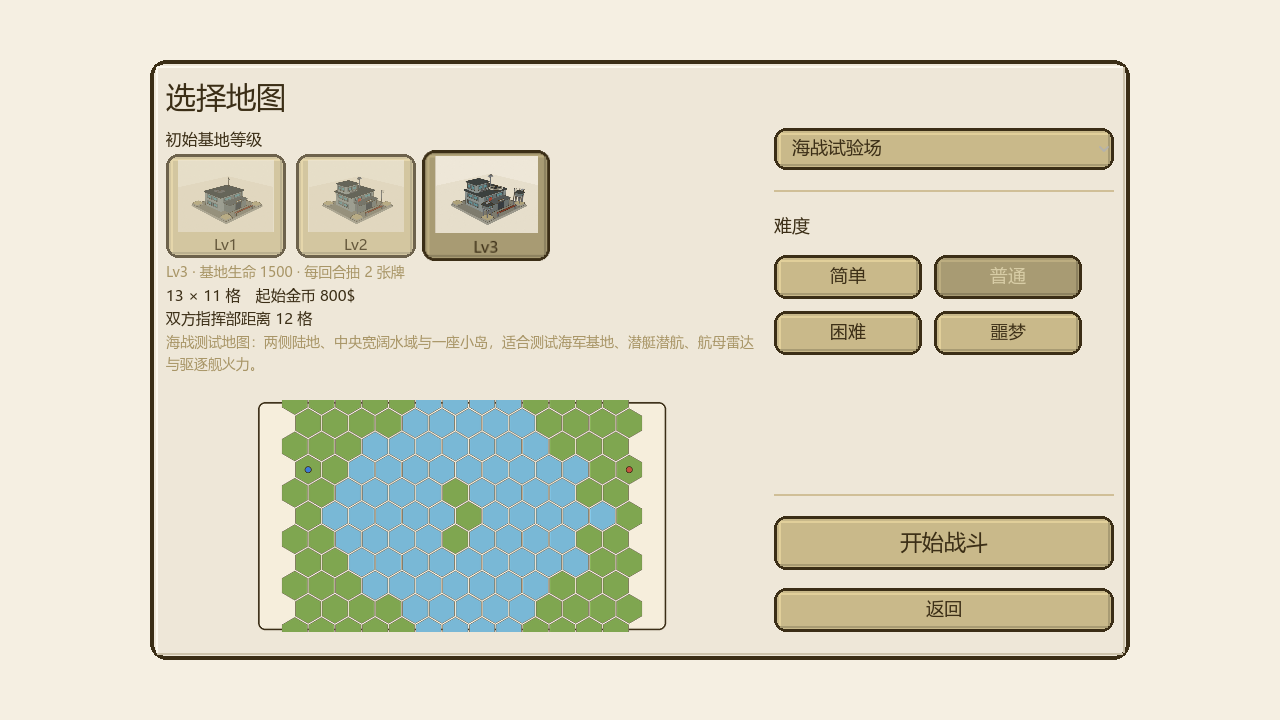 选择地图
初始基地等级
Lv1
Lv2
Lv3
Lv3 · 基地生命 1500 · 每回合抽 2 张牌
13 × 11 格 起始金币 800$
双方指挥部距离 12 格
海战测试地图：两侧陆地、中央宽阔水域与一座小岛，适合测试海军基地、潜艇潜航、航母雷达
与驱逐舰火力。
海战试验场
难度
简单
普通
困难
噩梦
开始战斗
返回